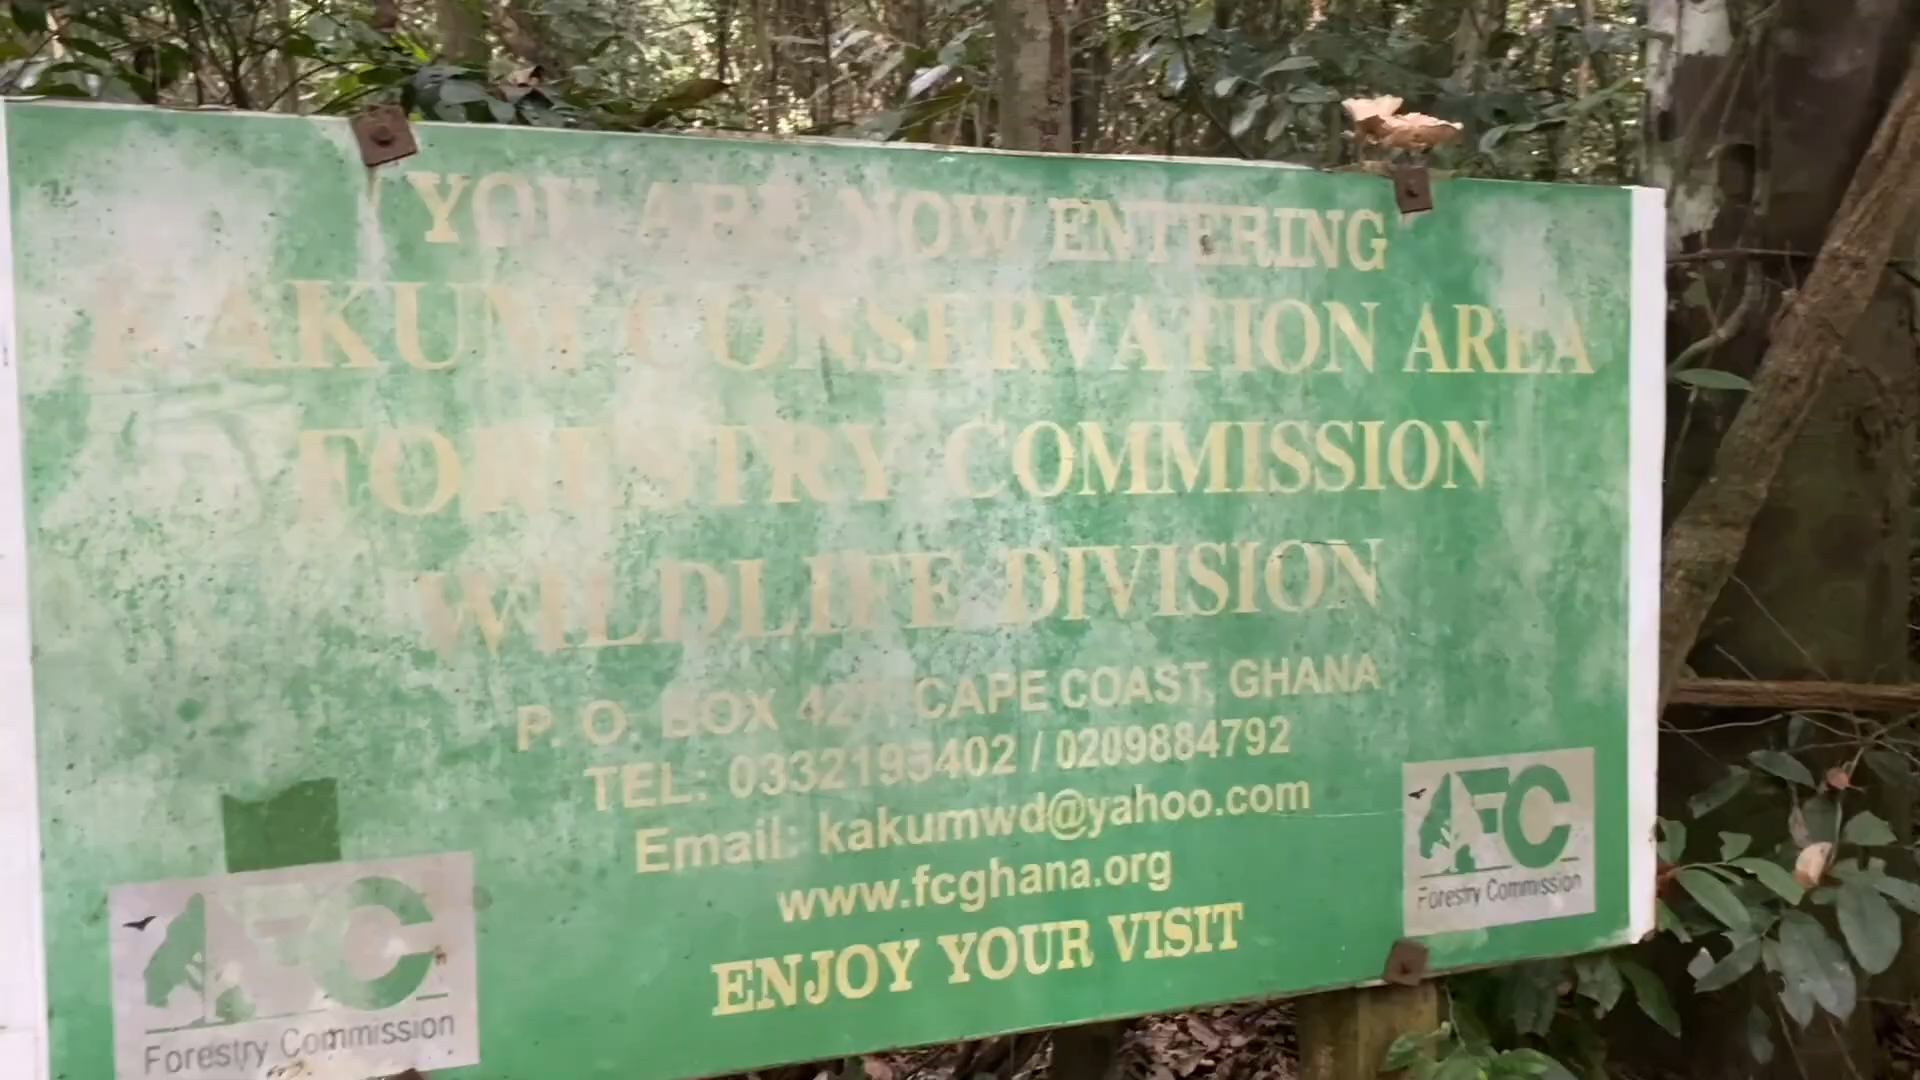 YOU ARE NOW ENTERING
KAKUM CONSERVATION AREA
FORESTRY COMMISSION
WILDLIFE DIVISION
P. O. BOX 427, CAPE COAST, GHANA
TEL: 0332195402 / 0209884792
Email: kakumwd@yahoo.com
www.fcghana.org
ENJOY YOUR VISIT
FC
Forestry Commission
FC
Forestry Commission